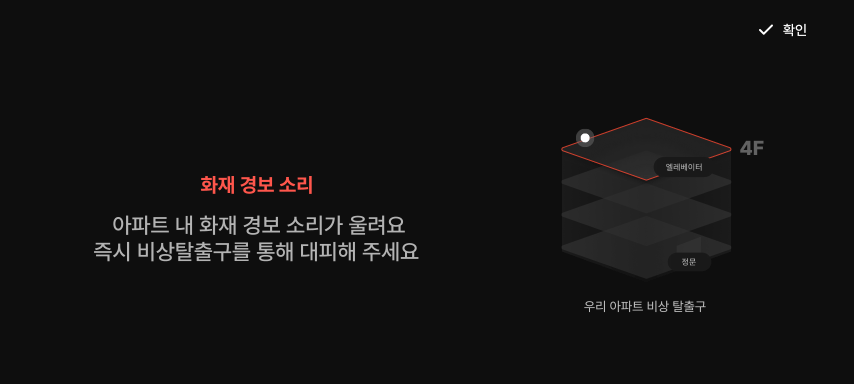 확인
화재 경보 소리
아파트 내 화재 경보 소리가 울려요
즉시 비상탈출구를 통해 대피해 주세요
4F
엘레베이터
정문
우리 아파트 비상 탈출구